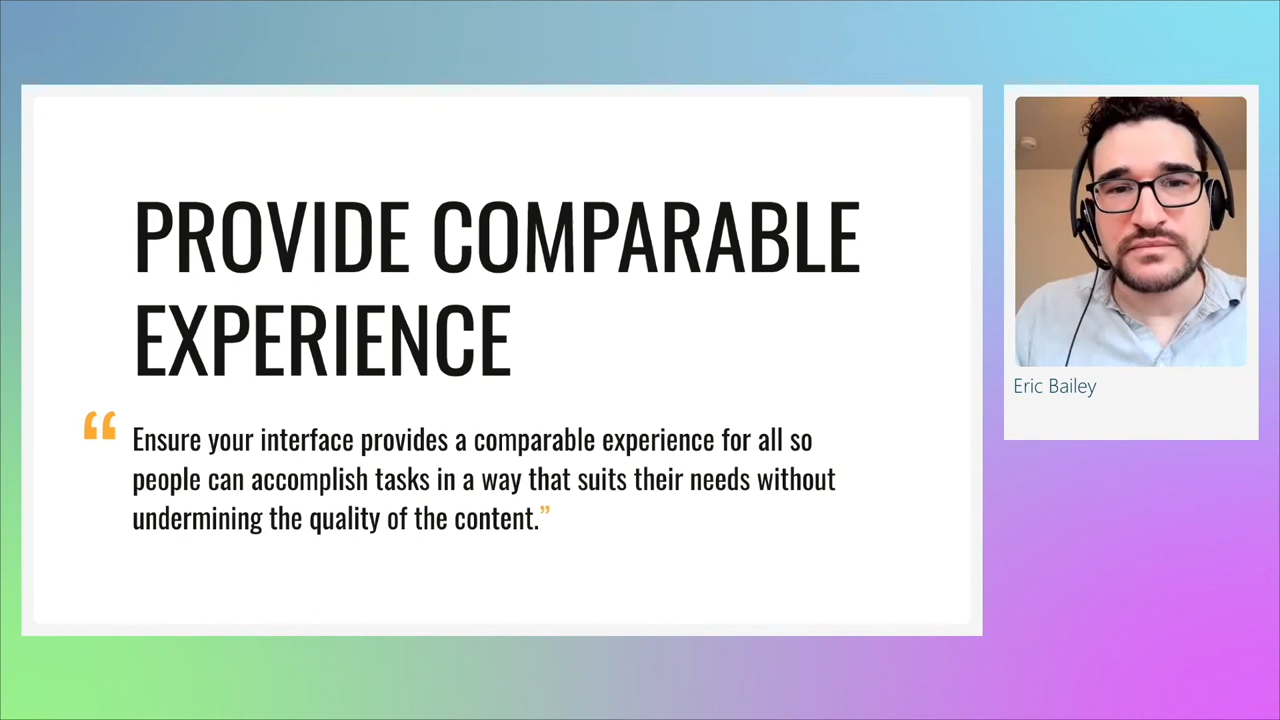 PROVIDE COMPARABLE
EXPERIENCE
“ Ensure your interface provides a comparable experience for all so
people can accomplish tasks in a way that suits their needs without
undermining the quality of the content.”
Eric Bailey